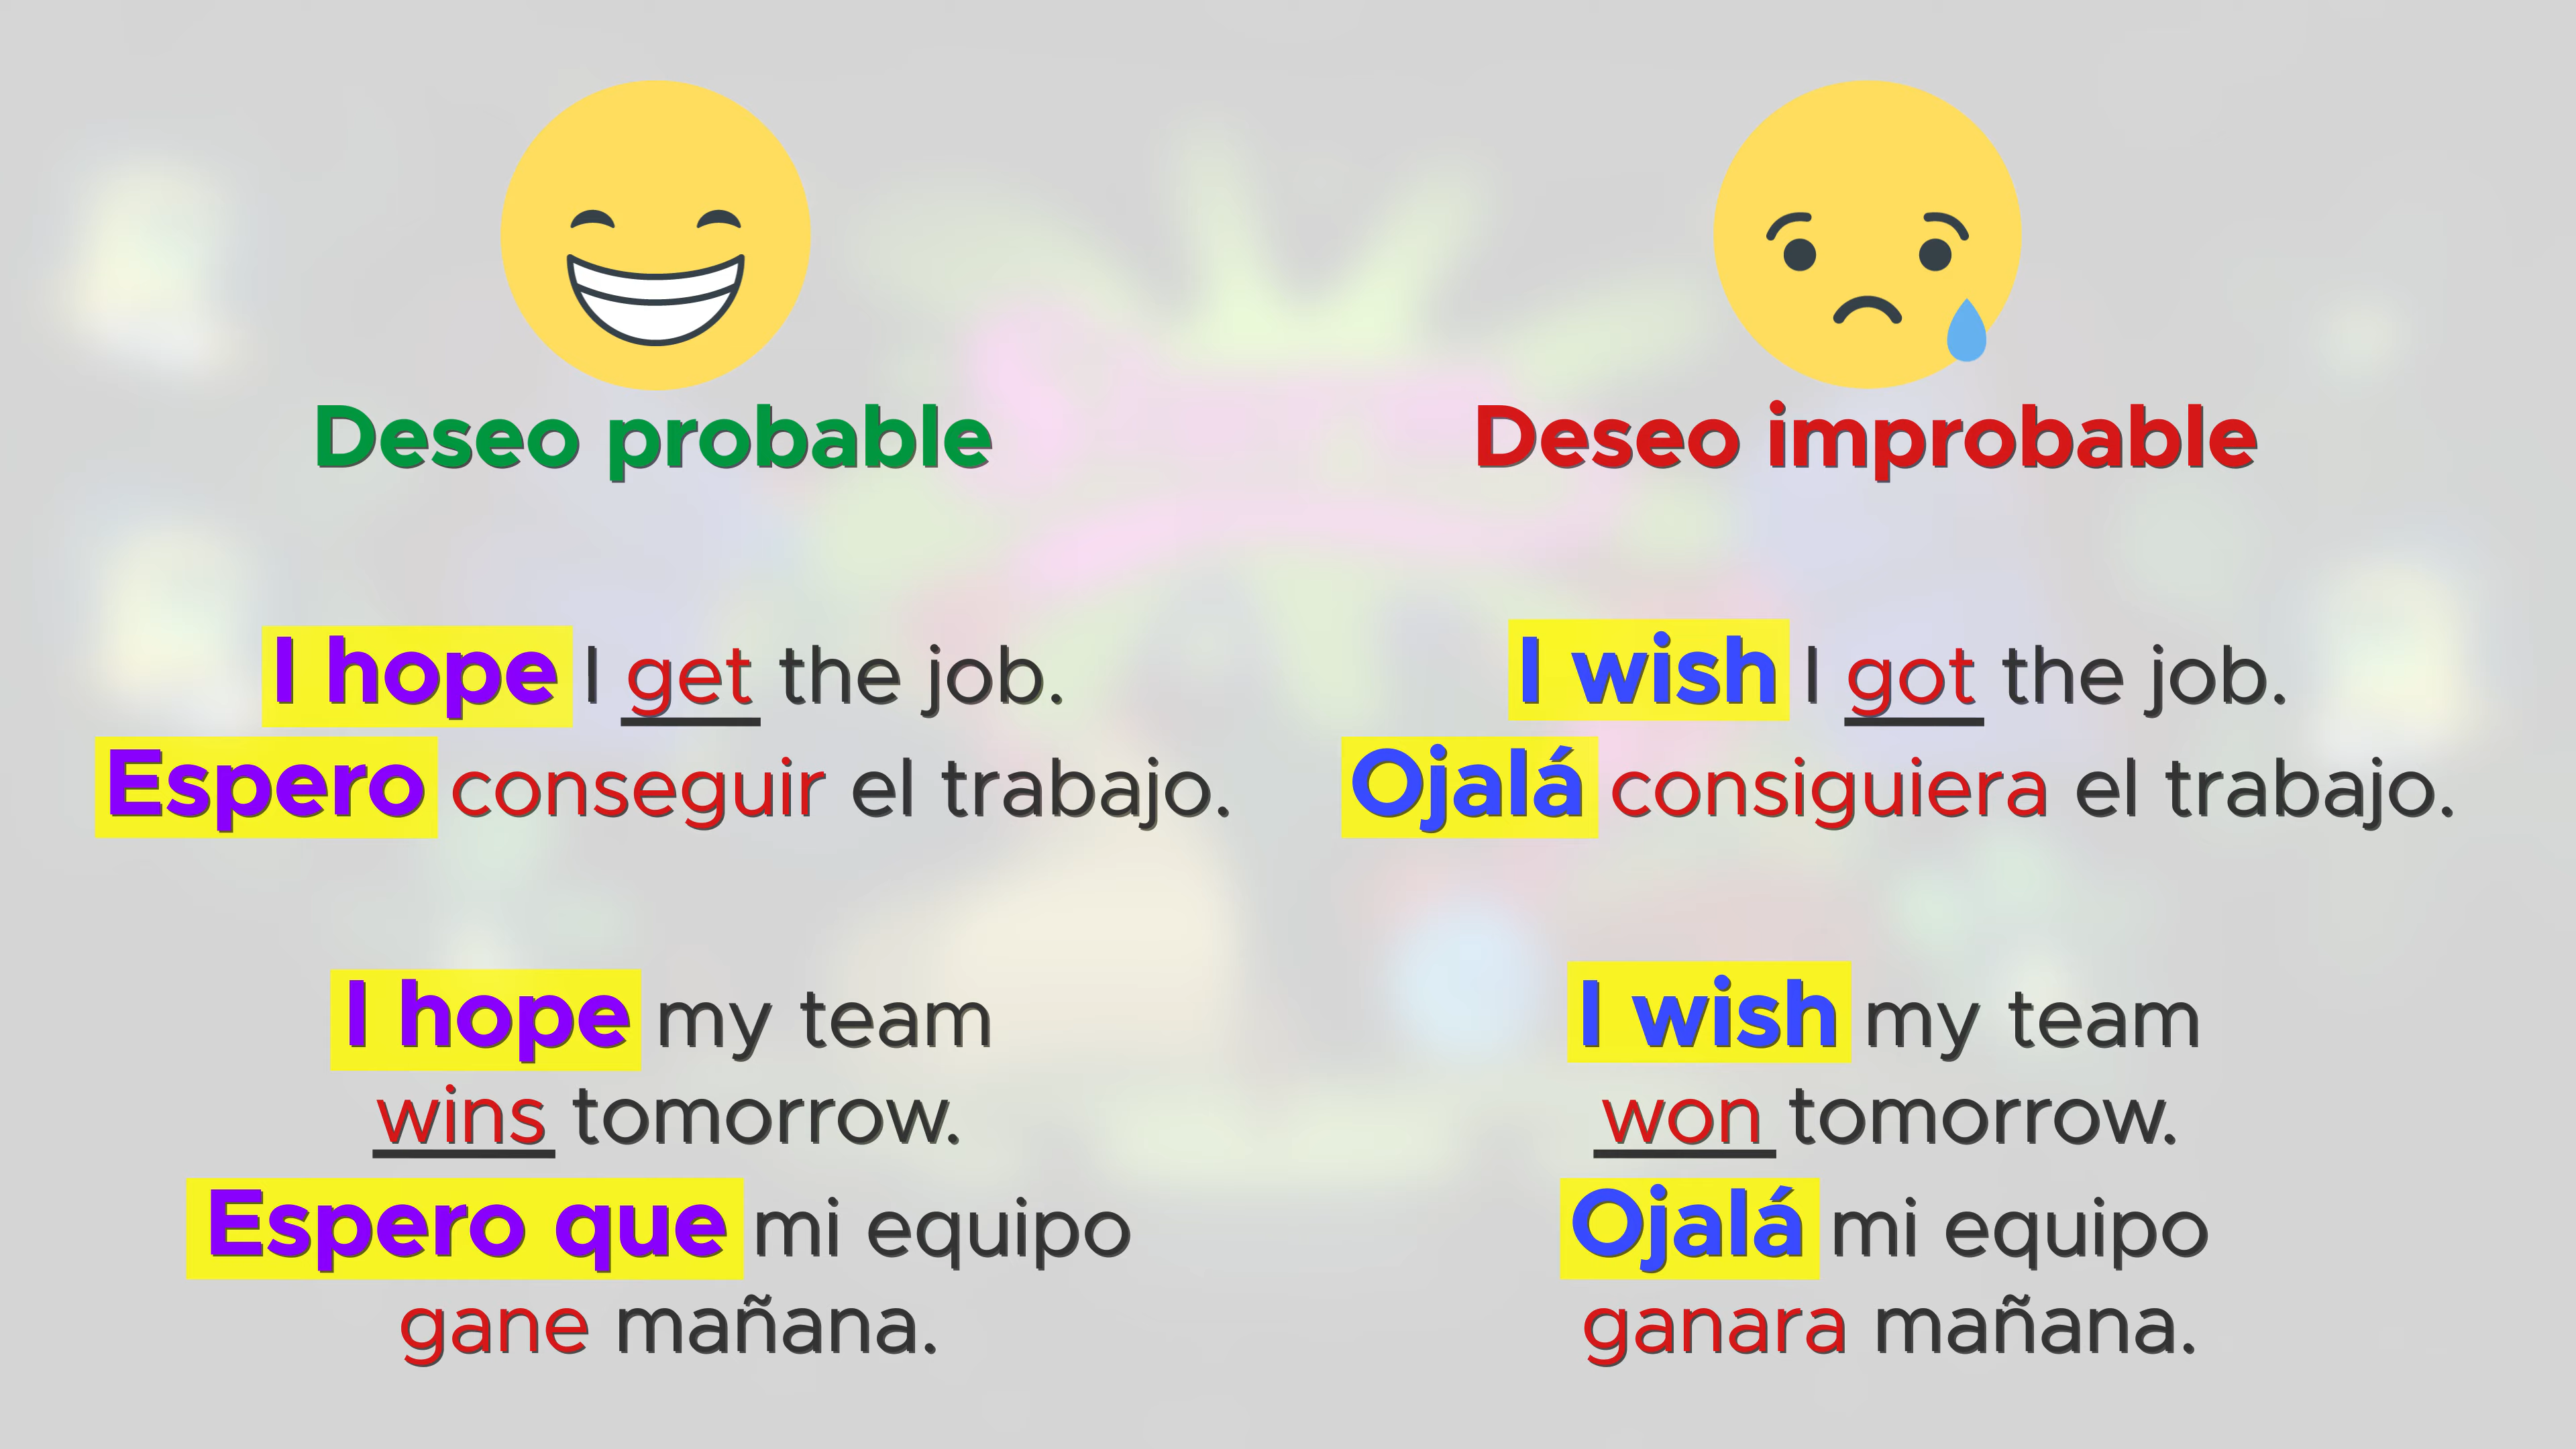 Deseo probable
I hope I get the job.
Espero conseguir el trabajo.
I hope my team
wins tomorrow.
Espero que mi equipo
gane mañana.
Deseo improbable
I wish I got the job.
Ojalá consiguiera el trabajo.
I wish my team
won tomorrow.
Ojalá mi equipo
ganara mañana.